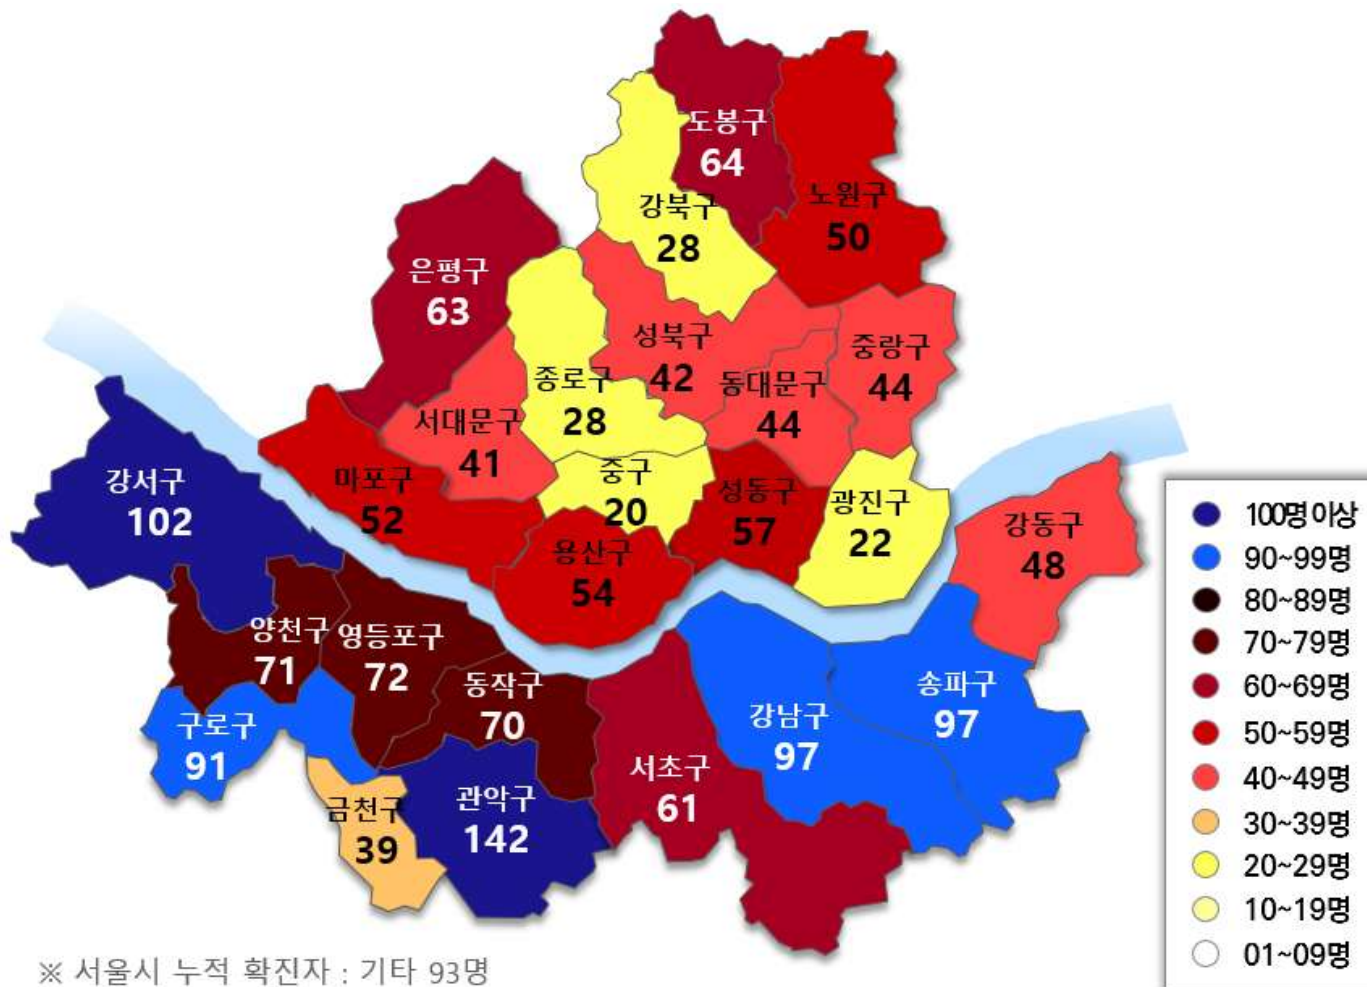 도봉구
64
노원구
50
강북구
28
은평구
63
성북구
42
중랑구
44
종로구
28
동대문구
44
서대문구
41
강서구
102
마포구
52
중구
20
성동구
57
광진구
22
강동구
48
용산구
54
양천구
71
영등포구
72
동작구
70
구로구
91
강남구
97
송파구
97
서초구
61
관악구
142
금천구
39
100명 이상
90~99명
80~89명
70~79명
60~69명
50~59명
40~49명
30~39명
20~29명
10~19명
01~09명
※ 서울시 누적 확진자 : 기타 93명